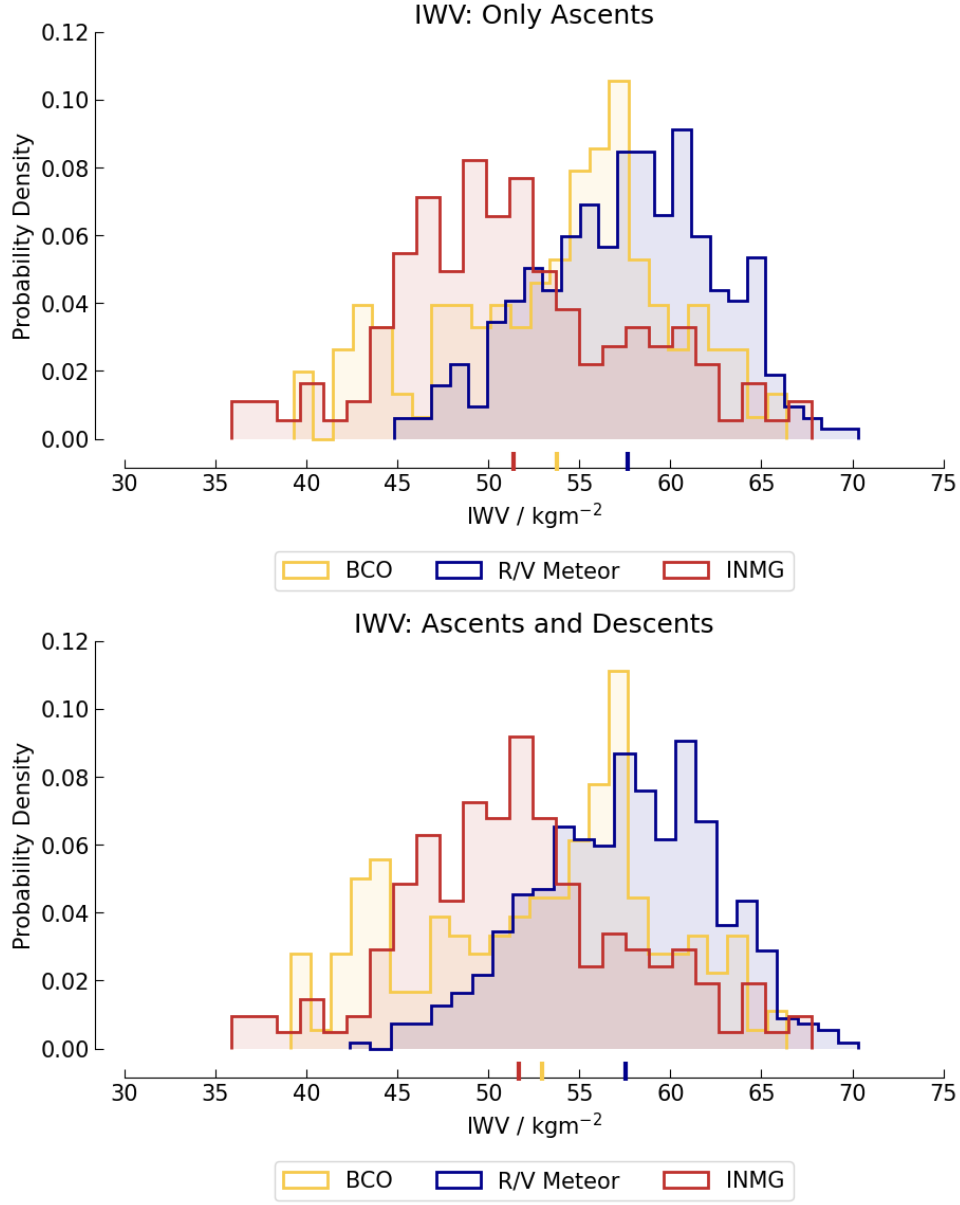 IWV: Only Ascents
0.12
0.10
0.08
0.06
0.04
0.02
0.00
Probability Density
30 35 40 45 50 55 60 65 70 75
IWV / kgm⁻²
BCO R/V Meteor INMG
IWV: Ascents and Descents
0.12
0.10
0.08
0.06
0.04
0.02
0.00
Probability Density
30 35 40 45 50 55 60 65 70 75
IWV / kgm⁻²
BCO R/V Meteor INMG